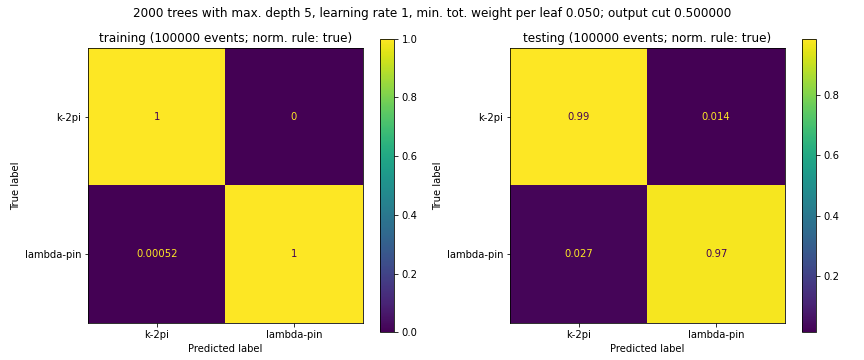 2000 trees with max. depth 5, learning rate 1, min. tot. weight per leaf 0.050; output cut 0.500000
training (100000 events; norm. rule: true)
True label
k-2pi
lambda-pin
1
0
0.00052
1
k-2pi
lambda-pin
Predicted label
1.0
0.8
0.6
0.4
0.2
0.0
testing (100000 events; norm. rule: true)
True label
k-2pi
lambda-pin
0.99
0.014
0.027
0.97
k-2pi
lambda-pin
Predicted label
0.8
0.6
0.4
0.2